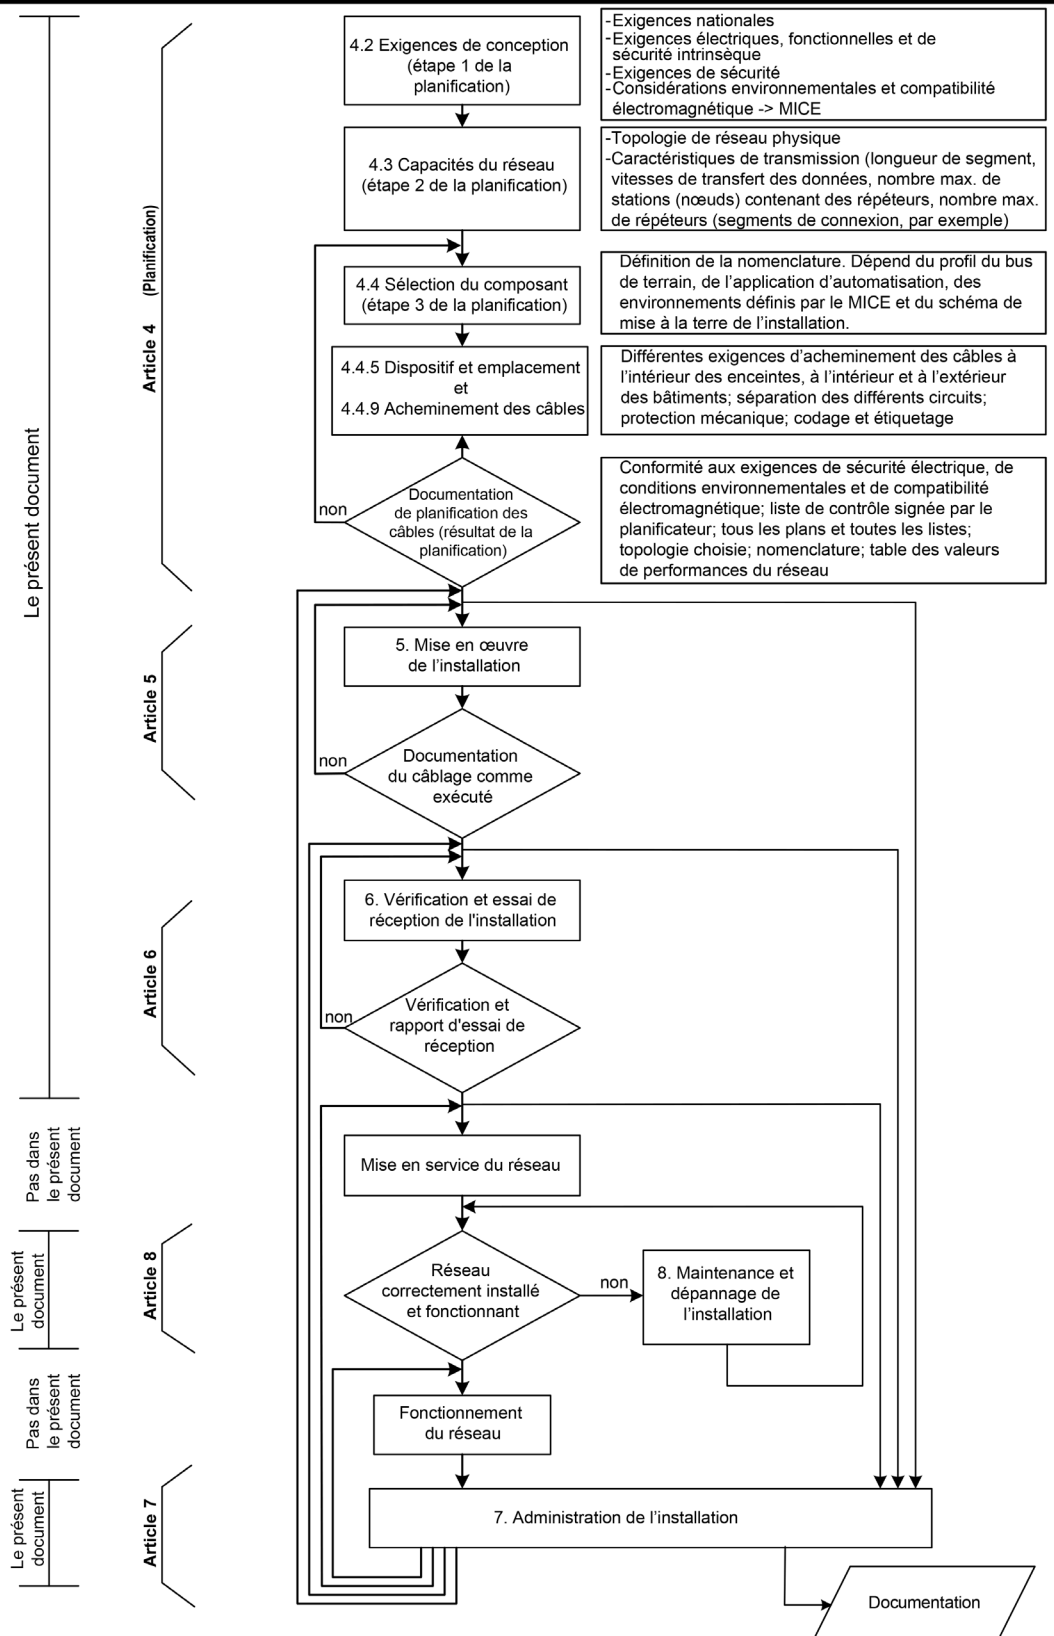 4.2 Exigences de conception
(étape 1 de la
planification)
-Exigences nationales
-Exigences électriques, fonctionnelles et de
sécurité intrinsèque
-Exigences de sécurité
-Considérations environnementales et compatibilité
électromagnétique -> MICE
4.3 Capacités du réseau
(étape 2 de la planification)
-Topologie de réseau physique
-Caractéristiques de transmission (longueur de segment,
vitesses de transfert des données, nombre max. de
stations (nœuds) contenant des répéteurs, nombre max.
de répéteurs (segments de connexion, par exemple)
4.4 Sélection du composant
(étape 3 de la planification)
Définition de la nomenclature. Dépend du profil du bus
de terrain, de l'application d'automatisation, des
environnements définis par le MICE et du schéma de
mise à la terre de l'installation.
4.4.5 Dispositif et emplacement
et
4.4.9 Acheminement des câbles
Différentes exigences d'acheminement des câbles à
l'intérieur des enceintes, à l'intérieur et à l'extérieur
des bâtiments; séparation des différents circuits;
protection mécanique; codage et étiquetage
Documentation
de planification des
câbles (résultat de la
planification)
non
Conformité aux exigences de sécurité électrique, de
conditions environnementales et de compatibilité
électromagnétique; liste de contrôle signée par le
planificateur; tous les plans et toutes les listes;
topologie choisie; nomenclature; table des valeurs
de performances du réseau
Article 4 (Planification)
Le présent document
5. Mise en œuvre
de l'installation
Article 5
non
Documentation
du câblage comme
exécuté
6. Vérification et essai de
réception de l'installation
Article 6
non
Vérification et
rapport d'essai de
réception
Pas dans
le présent
document
Mise en service du réseau
Le présent
document
Article 8
Réseau
correctement installé
et fonctionnant
non
8. Maintenance et
dépannage de
l'installation
Pas dans
le présent
document
Fonctionnement
du réseau
Le présent
document
Article 7
7. Administration de l'installation
Documentation